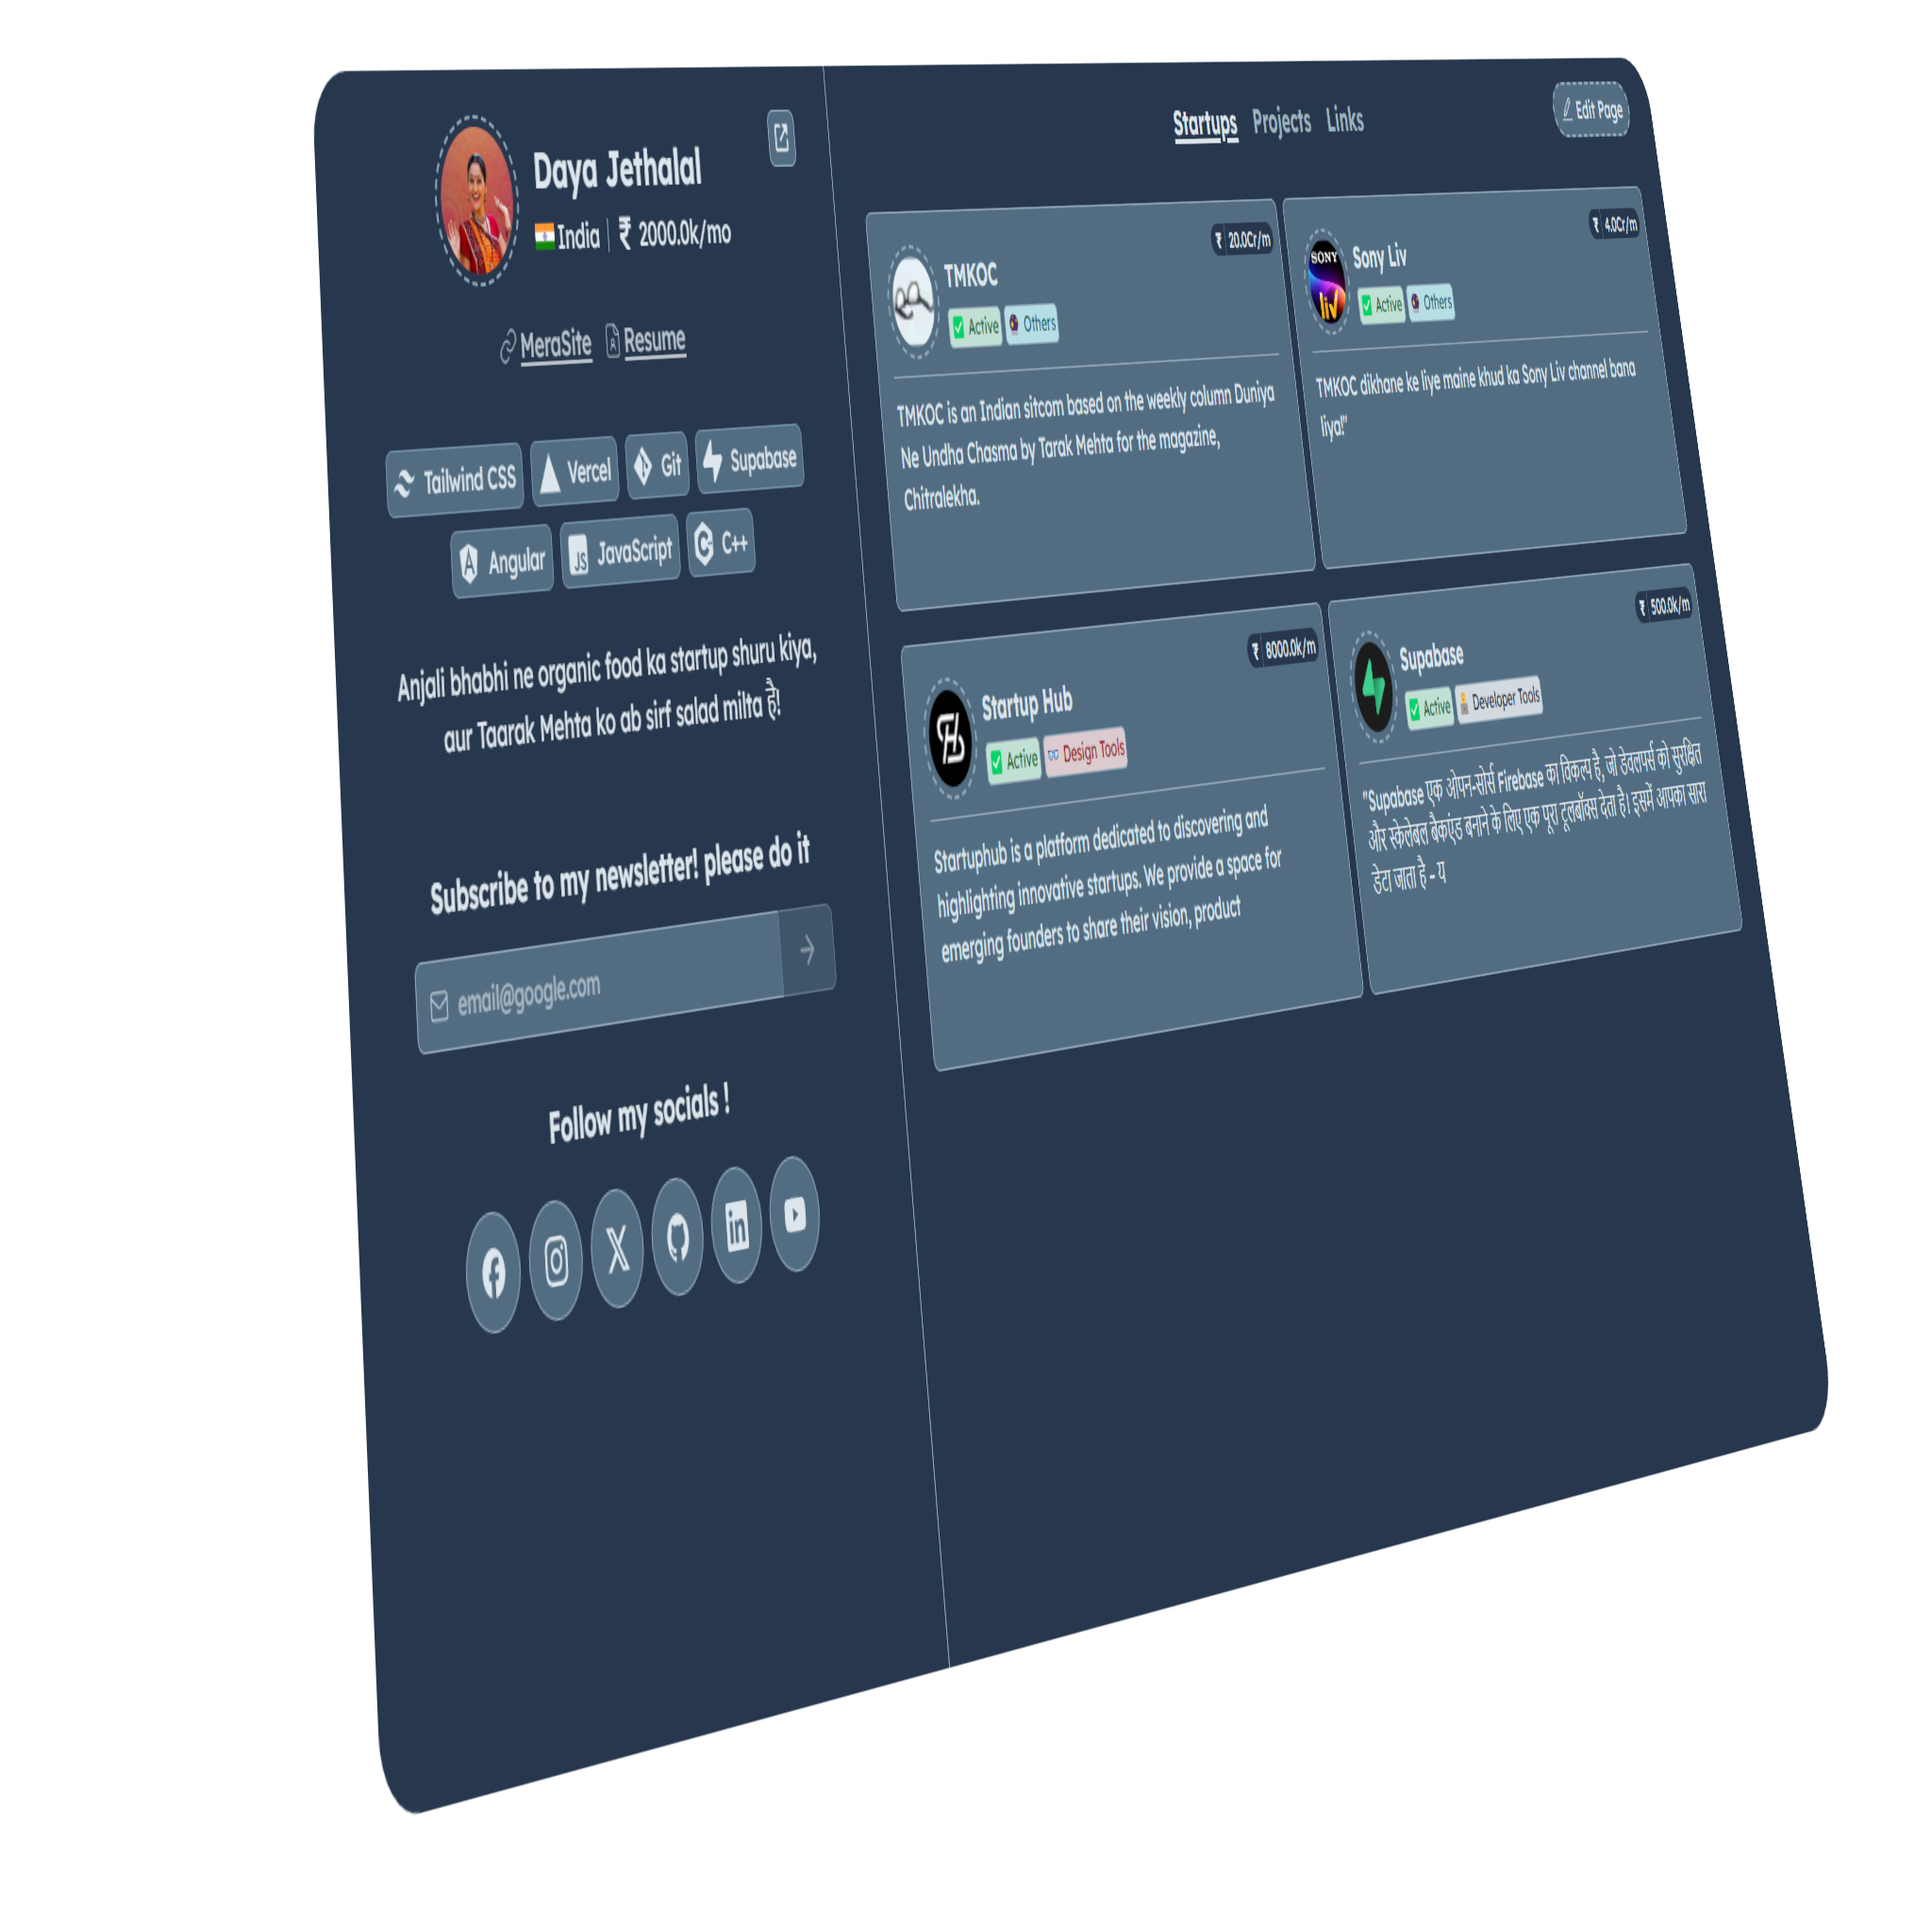 Daya Jethalal
India | ₹ 2000.0k/mo
MeraSite Resume
Tailwind CSS Vercel Git Supabase
Angular JavaScript C++
Anjali bhabhi ne organic food ka startup shuru kiya,
aur Taarak Mehta ko ab sirf salad milta है!
Subscribe to my newsletter! please do it
email@google.com
Follow my socials !
Startups Projects Links
Edit Page
₹ 20.0Cr/m
TMKOC
Active Others
TMKOC is an Indian sitcom based on the weekly column Duniya
Ne Undha Chasma by Tarak Mehta for the magazine,
Chitralekha.
₹ 4.0Cr/m
SONY
liv
Sony Liv
Active Others
TMKOC dikhane ke liye maine khud ka Sony Liv channel bana
liya!"
₹ 8000.0k/m
Startup Hub
Active Design Tools
Startuphub is a platform dedicated to discovering and
highlighting innovative startups. We provide a space for
emerging founders to share their vision, product
₹ 500.0k/m
Supabase
Active Developer Tools
"Supabase एक ओपन-सोर्स Firebase का विकल्प है, जो डेवलपर्स को सुरक्षित
और स्केलेबल बैकएंड बनाने के लिए एक पूरा टूलबॉक्स देता है। इसमें आपका सारा
डेटा जाता है - य